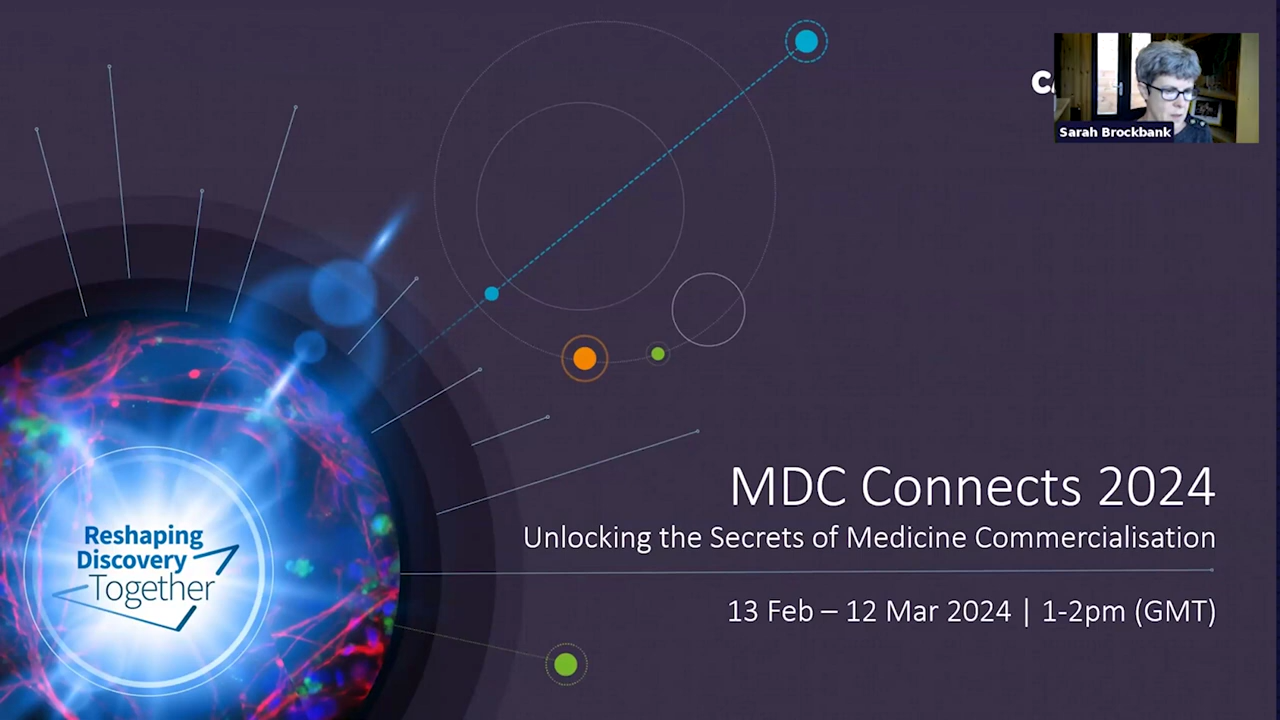 Sarah Brockbank
MDC Connects 2024
Unlocking the Secrets of Medicine Commercialisation
13 Feb – 12 Mar 2024 | 1-2pm (GMT)
Reshaping
Discovery
Together